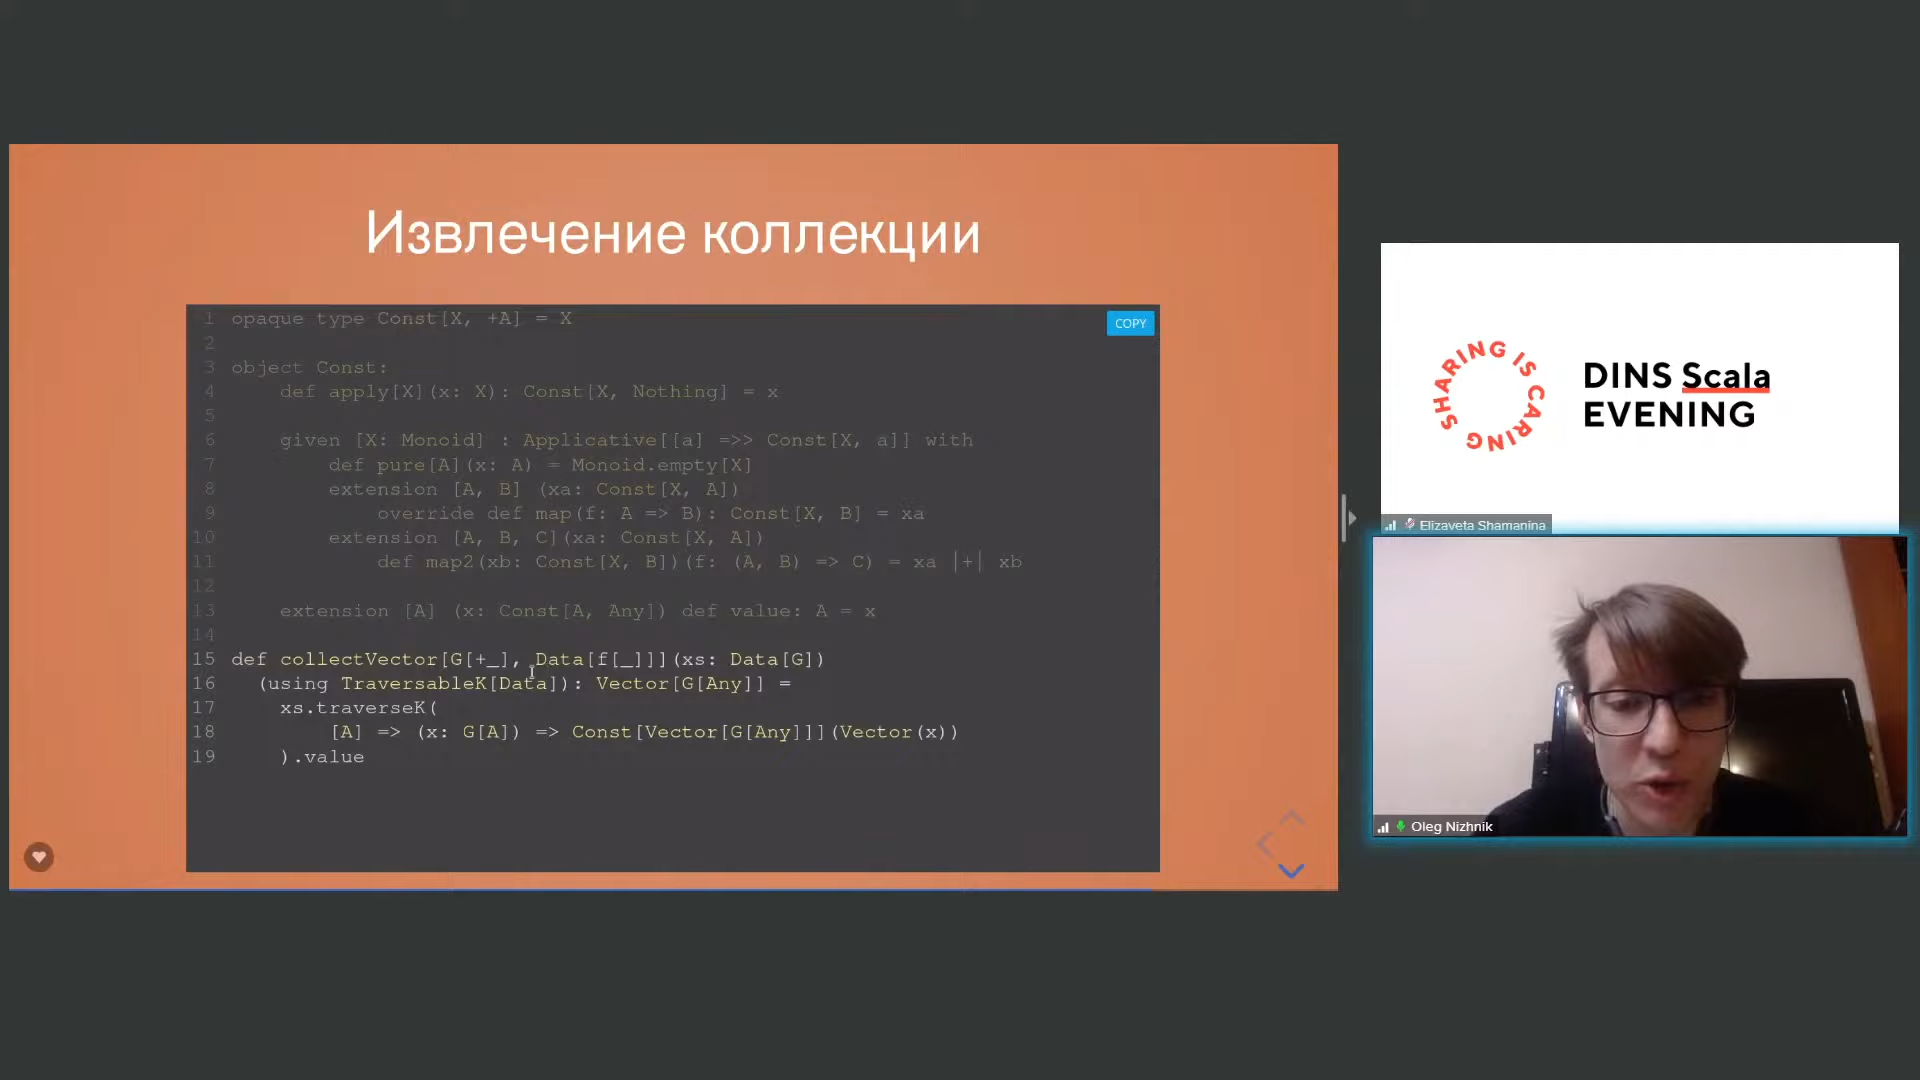 Извлечение коллекции
COPY
1 opaque type Const[X, +A] = X
2
3 object Const:
4 def apply[X](x: X): Const[X, Nothing] = x
5
6 given [X: Monoid] : Applicative[[a] =>> Const[X, a]] with
7 def pure[A](x: A) = Monoid.empty[X]
8 extension [A, B] (xa: Const[X, A])
9 override def map(f: A => B): Const[X, B] = xa
10 extension [A, B, C](xa: Const[X, A])
11 def map2(xb: Const[X, B])(f: (A, B) => C) = xa |+| xb
12
13 extension [A] (x: Const[A, Any]) def value: A = x
14
15 def collectVector[G[+_], Data[f[_]]](xs: Data[G])
16 (using TraversableK[Data]): Vector[G[Any]] =
17 xs.traverseK(
18 [A] => (x: G[A]) => Const[Vector[G[Any]]](Vector(x))
19 ).value
SHARING IS CARING
DINS Scala
EVENING
Elizaveta Shamanina
Oleg Nizhnik